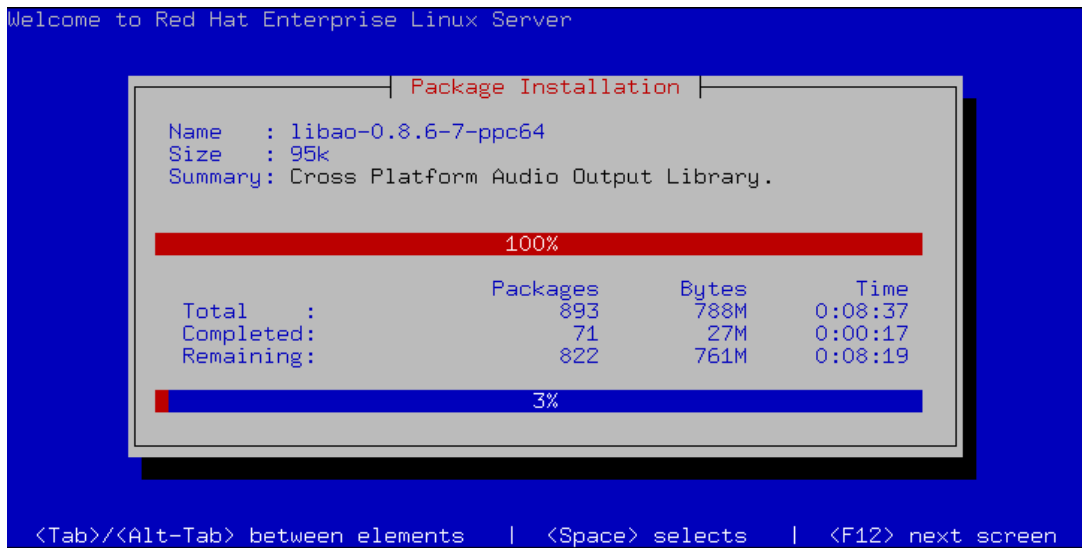 Welcome to Red Hat Enterprise Linux Server
Package Installation
Name : libao-0.8.6-7-ppc64
Size : 95k
Summary: Cross Platform Audio Output Library.
100%
Packages Bytes Time
Total : 893 788M 0:08:37
Completed: 71 27M 0:00:17
Remaining: 822 761M 0:08:19
3%
<Tab>/<Alt-Tab> between elements | <Space> selects | <F12> next screen